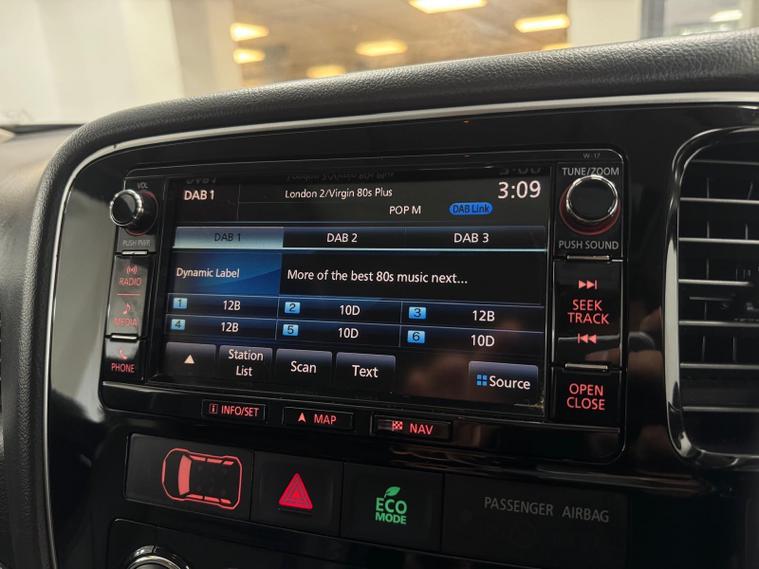 W-17
VOL
PUSH PWR
RADIO
MEDIA
PHONE
DAB 1 London 2/Virgin 80s Plus 3:09
POP M DAB Link
DAB 1 DAB 2 DAB 3
Dynamic Label More of the best 80s music next...
1 12B 2 10D 3 12B
4 12B 5 10D 6 10D
Station
List
Scan Text Source
TUNE/ZOOM
PUSH SOUND
SEEK
TRACK
OPEN
CLOSE
INFO/SET MAP NAV
ECO
MODE
PASSENGER AIRBAG